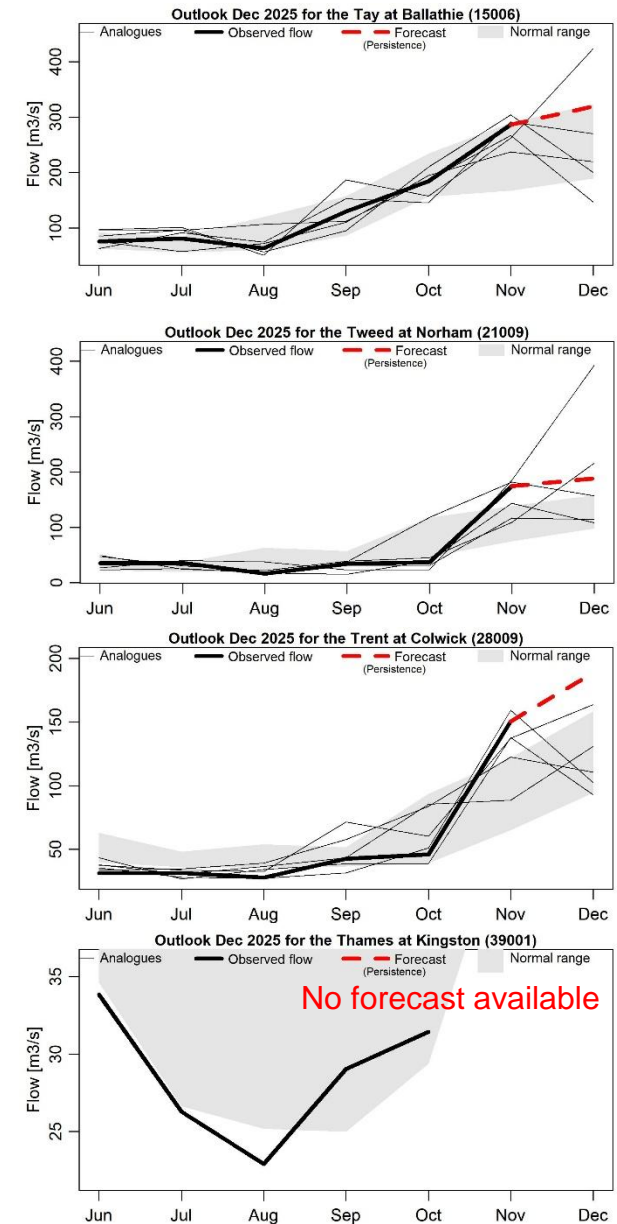 Outlook Dec 2025 for the Tay at Ballathie (15006)
Analogues Observed flow Forecast Normal range
(Persistence)
Flow [m3/s]
400
300
200
100
Jun Jul Aug Sep Oct Nov Dec
Outlook Dec 2025 for the Tweed at Norham (21009)
Analogues Observed flow Forecast Normal range
(Persistence)
Flow [m3/s]
400
300
200
100
0
Jun Jul Aug Sep Oct Nov Dec
Outlook Dec 2025 for the Trent at Colwick (28009)
Analogues Observed flow Forecast Normal range
(Persistence)
Flow [m3/s]
200
150
100
50
Jun Jul Aug Sep Oct Nov Dec
Outlook Dec 2025 for the Thames at Kingston (39001)
Analogues Observed flow Forecast Normal range
(Persistence)
No forecast available
Flow [m3/s]
35
30
25
Jun Jul Aug Sep Oct Nov Dec